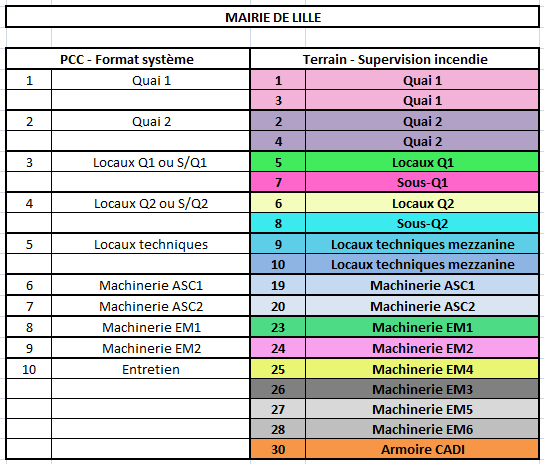 MAIRIE DE LILLE
PCC - Format système Terrain - Supervision incendie
1 Quai 1 1 Quai 1
3 Quai 1
2 Quai 2 2 Quai 2
4 Quai 2
3 Locaux Q1 ou S/Q1 5 Locaux Q1
7 Sous-Q1
4 Locaux Q2 ou S/Q2 6 Locaux Q2
8 Sous-Q2
5 Locaux techniques 9 Locaux techniques mezzanine
10 Locaux techniques mezzanine
6 Machinerie ASC1 19 Machinerie ASC1
7 Machinerie ASC2 20 Machinerie ASC2
8 Machinerie EM1 23 Machinerie EM1
9 Machinerie EM2 24 Machinerie EM2
10 Entretien 25 Machinerie EM4
26 Machinerie EM3
27 Machinerie EM5
28 Machinerie EM6
30 Armoire CADI